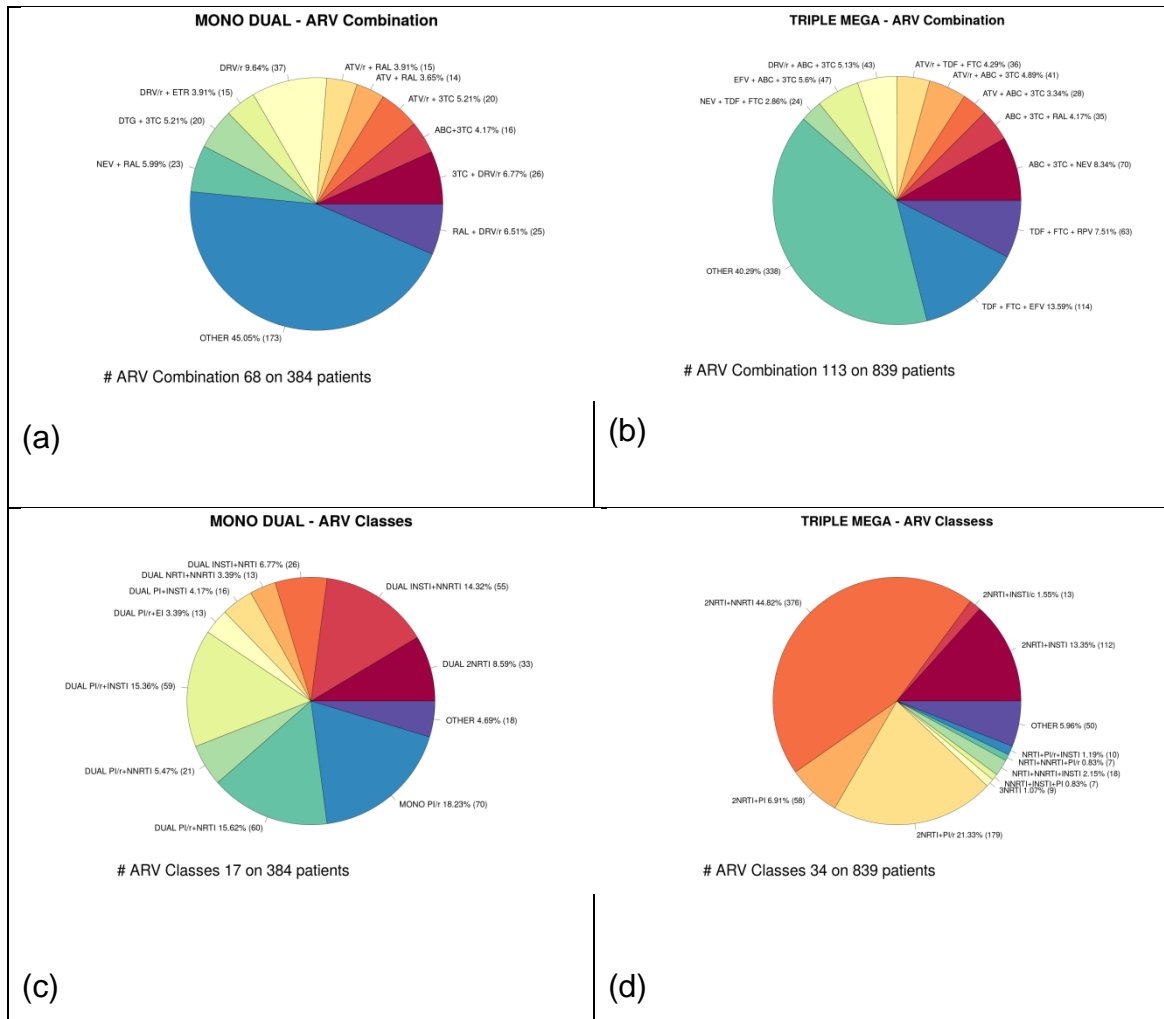 MONO DUAL - ARV Combination
DRV/r 9.64% (37)
ATV/r + RAL 3.91% (15)
ATV + RAL 3.65% (14)
DRV/r + ETR 3.91% (15)
ATV/r + 3TC 5.21% (20)
DTG + 3TC 5.21% (20)
ABC+3TC 4.17% (16)
NEV + RAL 5.99% (23)
3TC + DRV/r 6.77% (26)
RAL + DRV/r 6.51% (25)
OTHER 45.05% (173)
# ARV Combination 68 on 384 patients
(a)
TRIPLE MEGA - ARV Combination
DRV/r + ABC + 3TC 5.13% (43)
ATV/r + TDF + FTC 4.29% (36)
ATV/r + ABC + 3TC 4.89% (41)
EFV + ABC + 3TC 5.6% (47)
ATV + ABC + 3TC 3.34% (28)
NEV + TDF + FTC 2.86% (24)
ABC + 3TC + RAL 4.17% (35)
ABC + 3TC + NEV 8.34% (70)
TDF + FTC + RPV 7.51% (63)
OTHER 40.29% (338)
TDF + FTC + EFV 13.59% (114)
# ARV Combination 113 on 839 patients
(b)
MONO DUAL - ARV Classes
DUAL INSTI+NRTI 6.77% (26)
DUAL NRTI+NNRTI 3.39% (13)
DUAL INSTI+NNRTI 14.32% (55)
DUAL PI+INSTI 4.17% (16)
DUAL PI/r+EI 3.39% (13)
DUAL 2NRTI 8.59% (33)
DUAL PI/r+INSTI 15.36% (59)
OTHER 4.69% (18)
DUAL PI/r+NNRTI 5.47% (21)
MONO PI/r 18.23% (70)
DUAL PI/r+NRTI 15.62% (60)
# ARV Classes 17 on 384 patients
(c)
TRIPLE MEGA - ARV Classess
2NRTI+NNRTI 44.82% (376)
2NRTI+INSTI/c 1.55% (13)
2NRTI+INSTI 13.35% (112)
OTHER 5.96% (50)
NRTI+PI/r+INSTI 1.19% (10)
NRTI+NNRTI+PI/r 0.83% (7)
NRTI+NNRTI+INSTI 2.15% (18)
NNRTI+INSTI+PI 0.83% (7)
3NRTI 1.07% (9)
2NRTI+PI 6.91% (58)
2NRTI+PI/r 21.33% (179)
# ARV Classes 34 on 839 patients
(d)